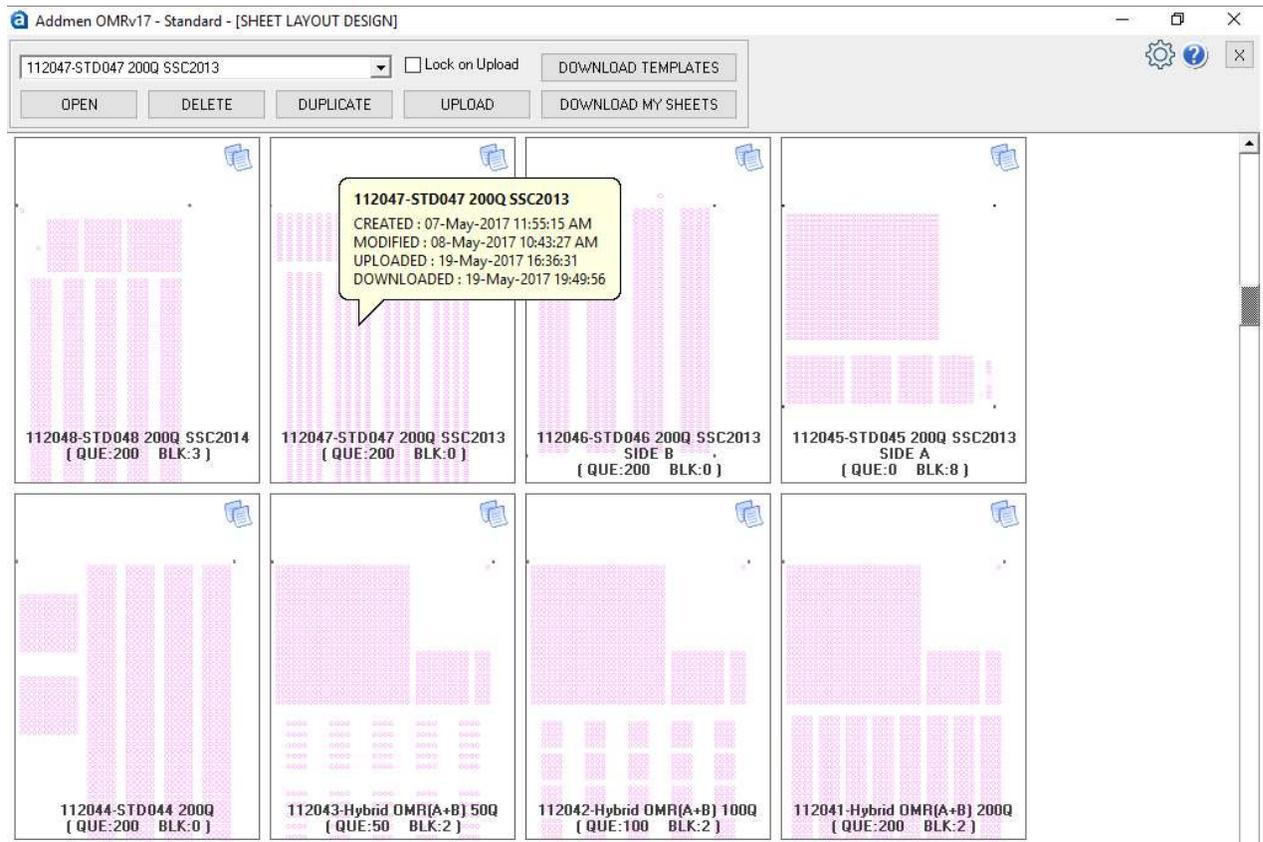 Addmen OMRv17 - Standard - [SHEET LAYOUT DESIGN]
112047-STD047 200Q SSC2013
Lock on Upload
DOWNLOAD TEMPLATES
OPEN
DELETE
DUPLICATE
UPLOAD
DOWNLOAD MY SHEETS
112047-STD047 200Q SSC2013
CREATED : 07-May-2017 11:55:15 AM
MODIFIED : 08-May-2017 10:43:27 AM
UPLOADED : 19-May-2017 16:36:31
DOWNLOADED : 19-May-2017 19:49:56
112048-STD048 200Q SSC2014
( QUE:200 BLK:3 )
112047-STD047 200Q SSC2013
( QUE:200 BLK:0 )
112046-STD046 200Q SSC2013
SIDE B
( QUE:200 BLK:0 )
112045-STD045 200Q SSC2013
SIDE A
( QUE:0 BLK:8 )
112044-STD044 200Q
( QUE:200 BLK:0 )
112043-Hybrid OMR(A+B) 50Q
( QUE:50 BLK:2 )
112042-Hybrid OMR(A+B) 100Q
( QUE:100 BLK:2 )
112041-Hybrid OMR(A+B) 200Q
( QUE:200 BLK:2 )